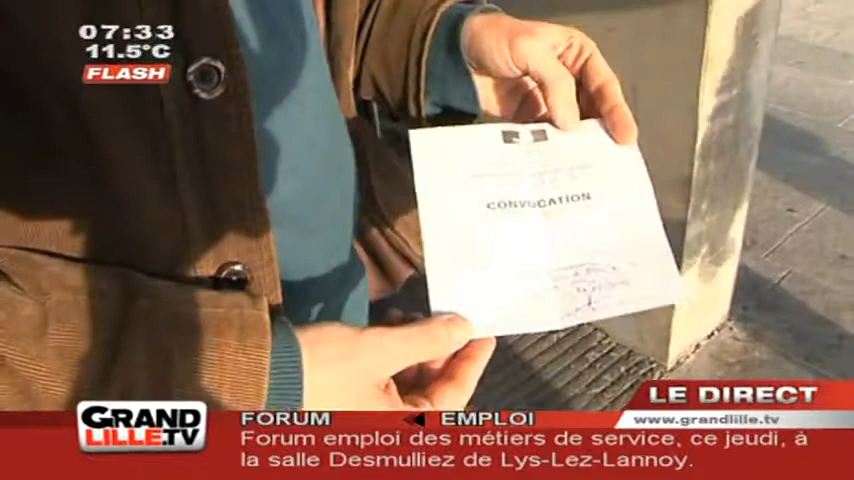 07:33
11.5°C
FLASH
CONVOCATION
LE DIRECT
www.grandlille.tv
GRAND
LILLE.TV
FORUM EMPLOI
Forum emploi des métiers de service, ce jeudi, à
la salle Desmulliez de Lys-Lez-Lannoy.